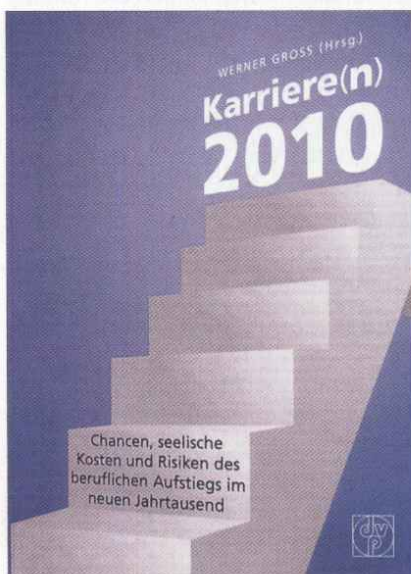 WERNER GROSS (Hrsg.)
Karriere(n)
2010
Chancen, seelische
Kosten und Risiken des
beruflichen Aufstiegs im
neuen Jahrtausend
d v
p